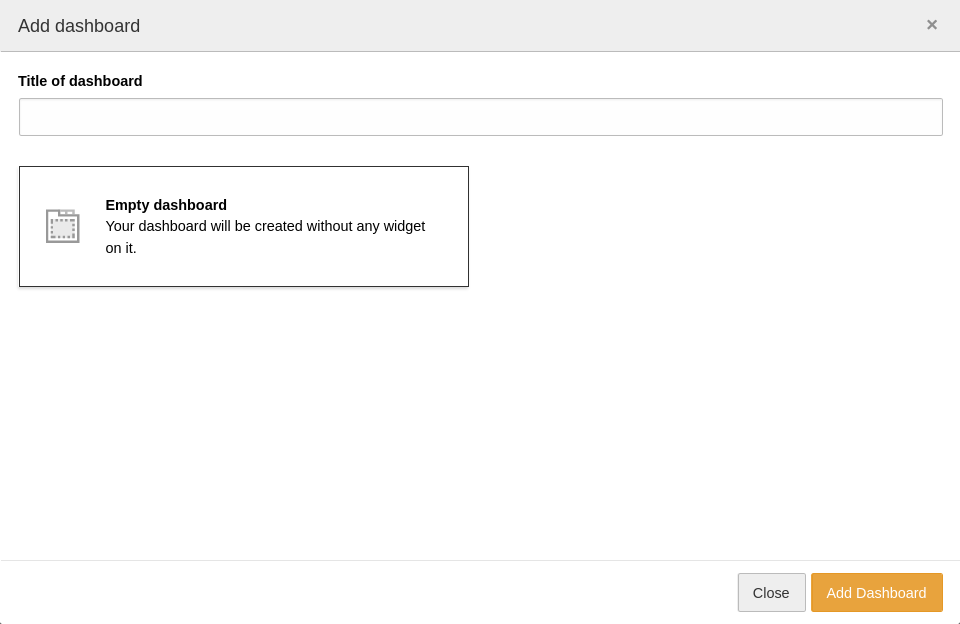 Add dashboard
×
Title of dashboard
Empty dashboard
Your dashboard will be created without any widget
on it.
Close
Add Dashboard